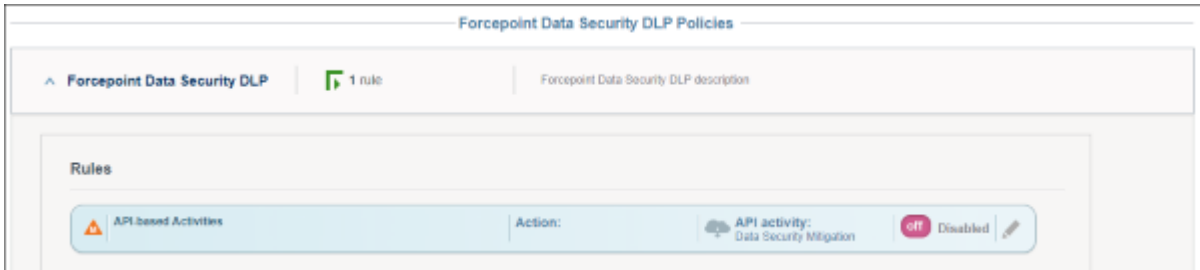 Forcepoint Data Security DLP Policies
Forcepoint Data Security DLP
1 rule
Forcepoint Data Security DLP description
Rules
API-based Activities
Action:
API activity:
Data Security Mitigation
off
Disabled